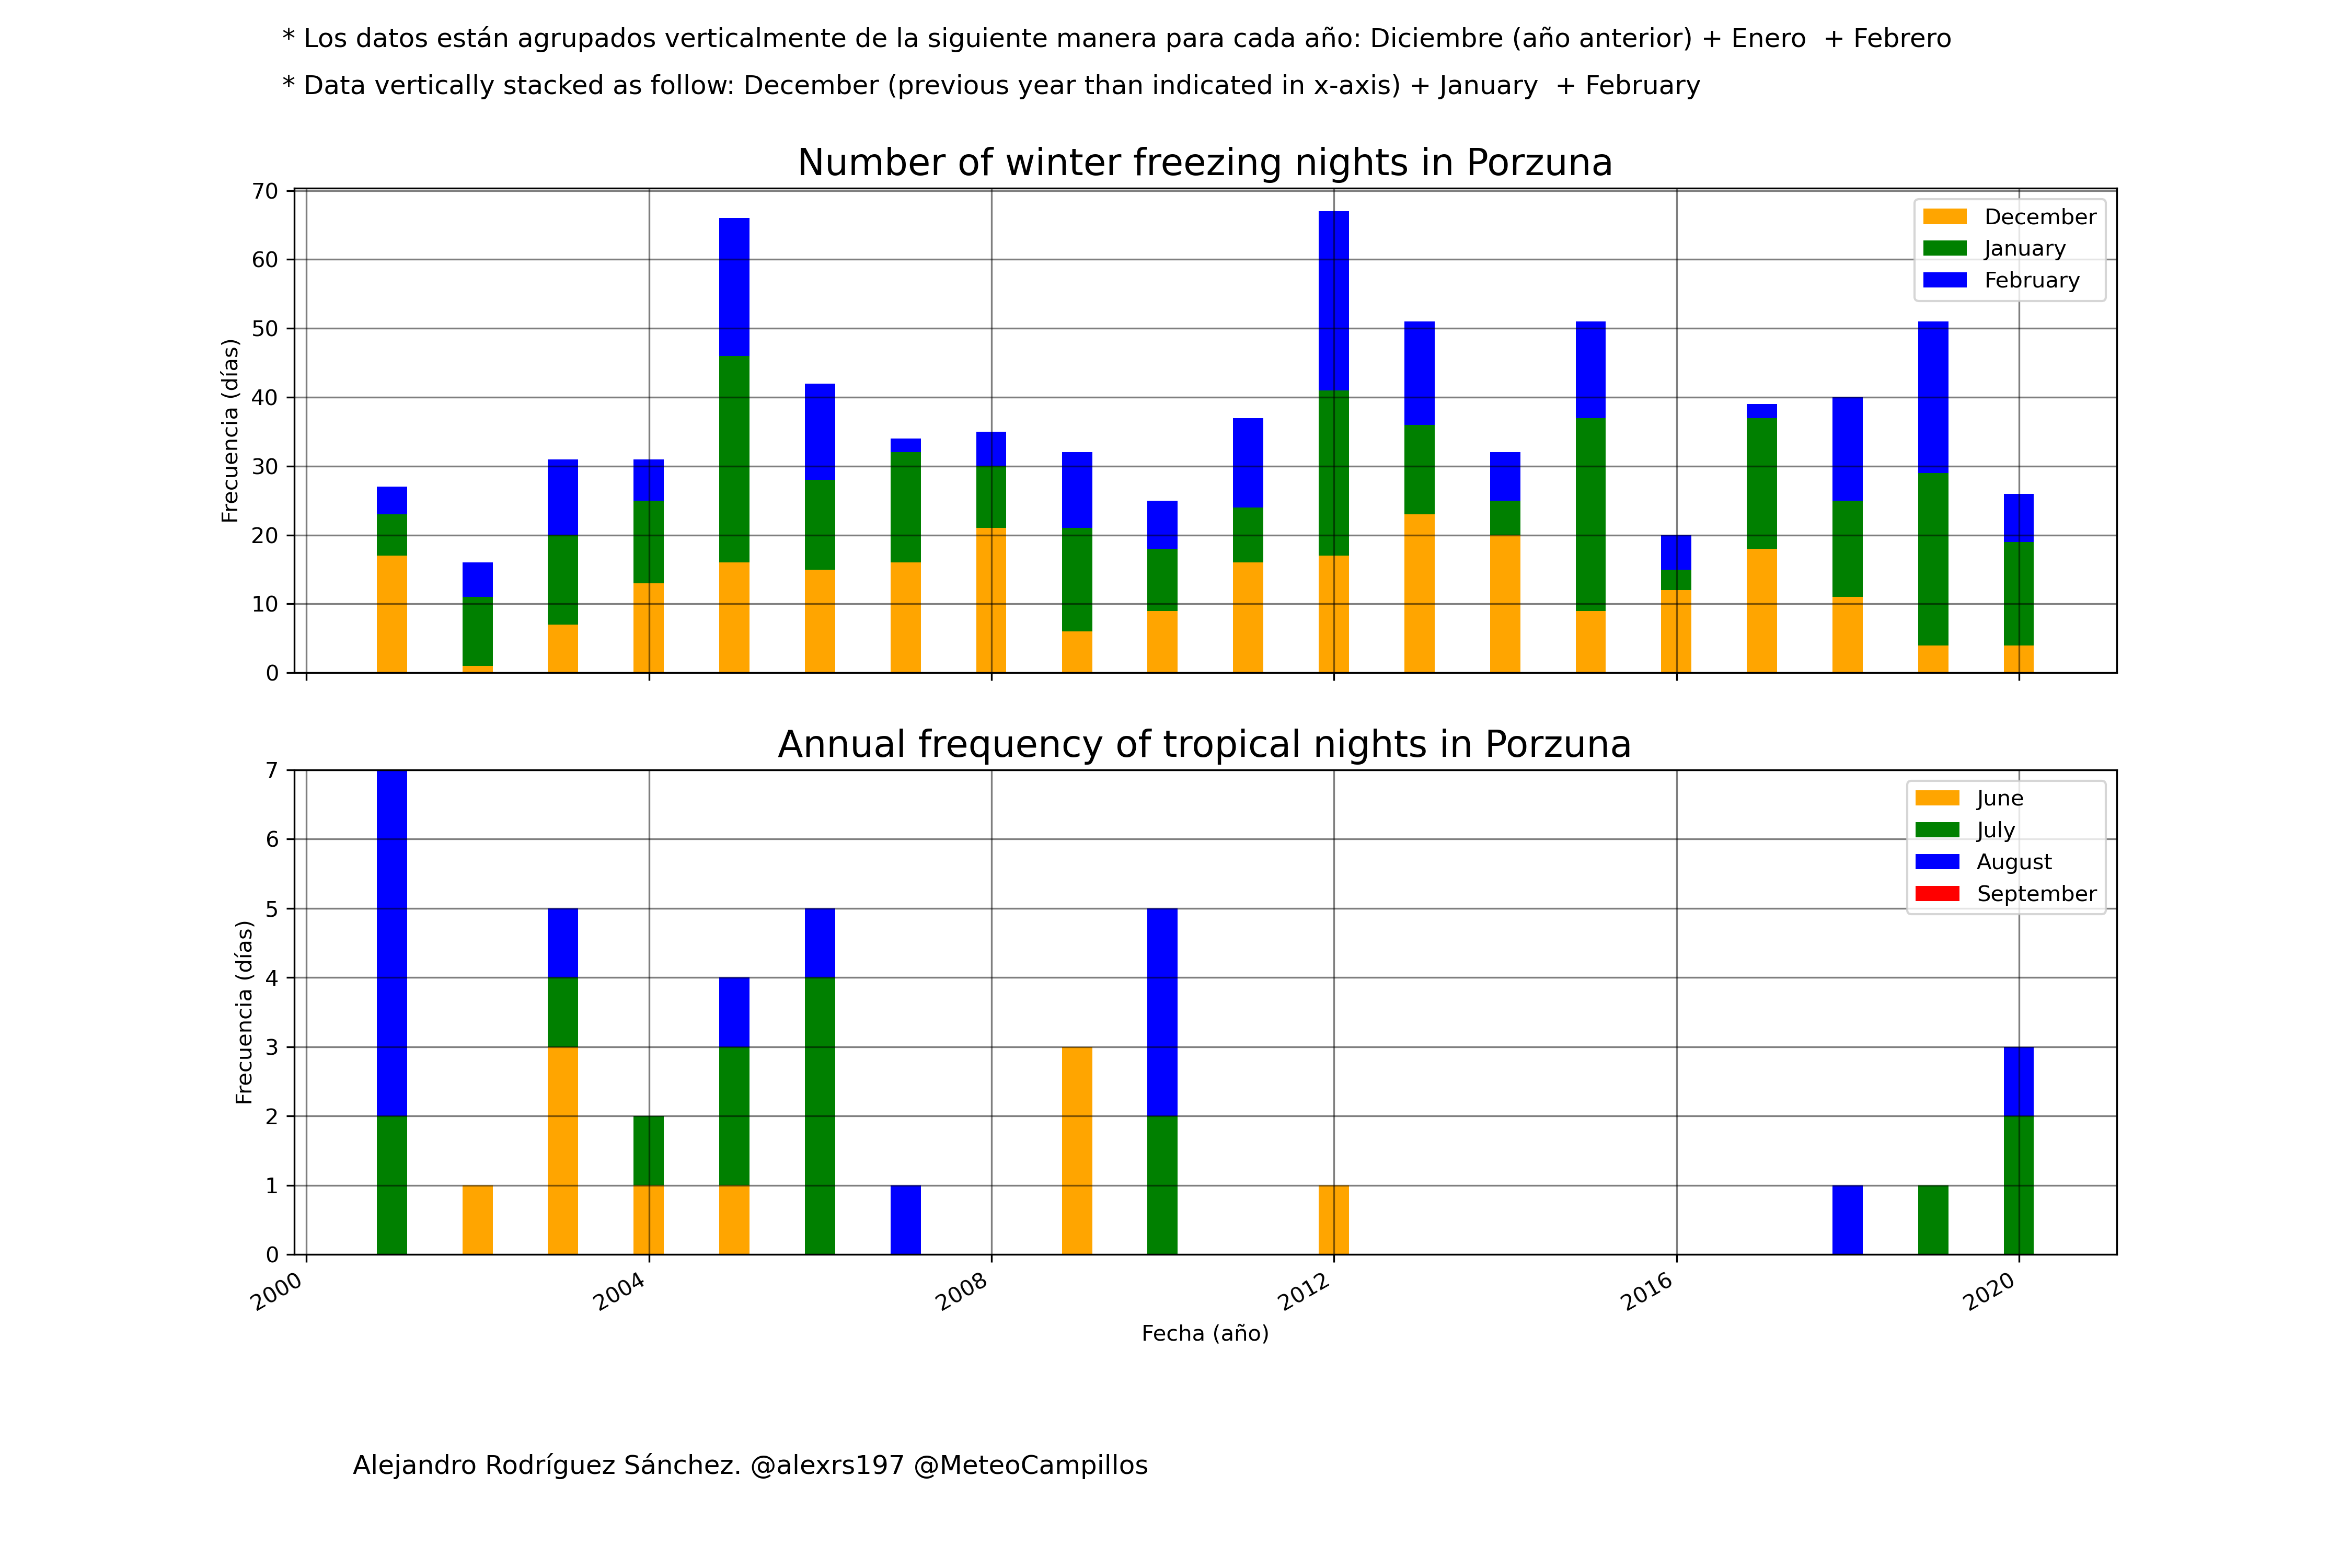 * Los datos están agrupados verticalmente de la siguiente manera para cada año: Diciembre (año anterior) + Enero  + Febrero
* Data vertically stacked as follow: December (previous year than indicated in x-axis) + January  + February
Number of winter freezing nights in Porzuna
70
60
50
40
30
20
10
0
Frecuencia (días)
December
January
February
Annual frequency of tropical nights in Porzuna
7
6
5
4
3
2
1
0
Frecuencia (días)
June
July
August
September
2000
2004
2008
2012
2016
2020
Fecha (año)
Alejandro Rodríguez Sánchez. @alexrs197 @MeteoCampillos